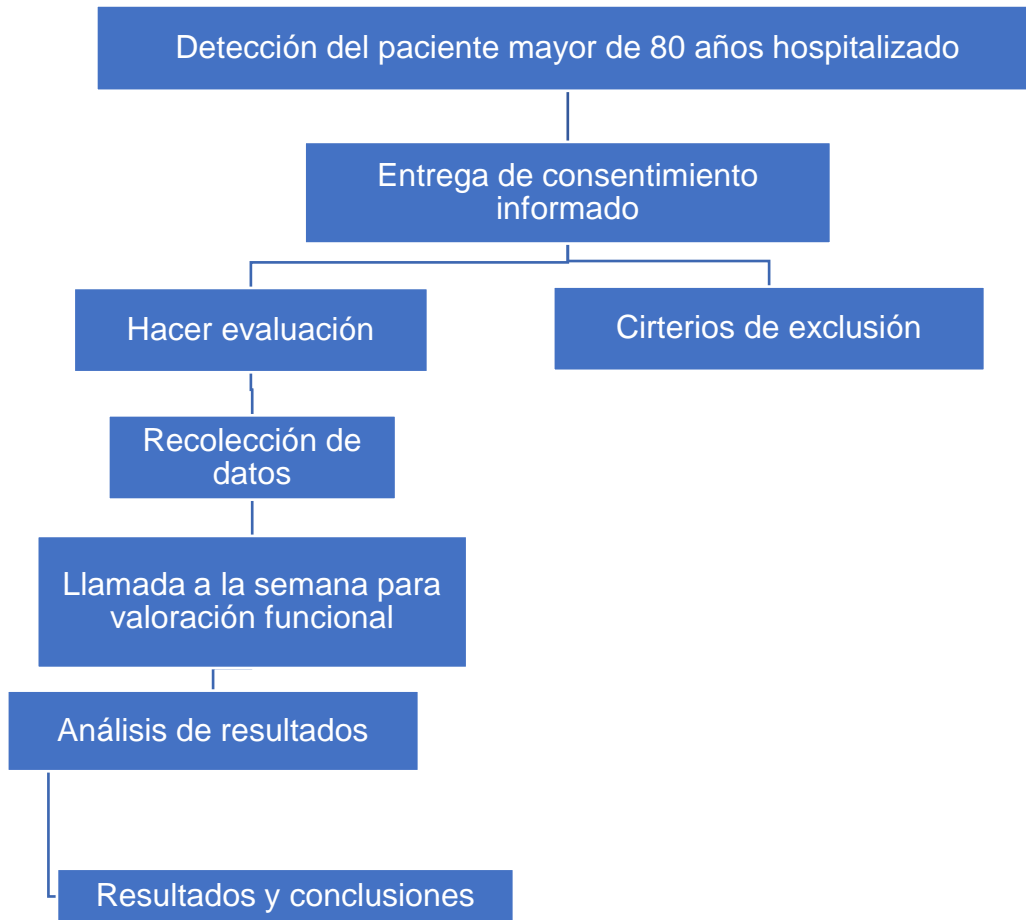 Detección del paciente mayor de 80 años hospitalizado
Entrega de consentimiento
informado
Hacer evaluación
Cirterios de exclusión
Recolección de
datos
Llamada a la semana para
valoración funcional
Análisis de resultados
Resultados y conclusiones